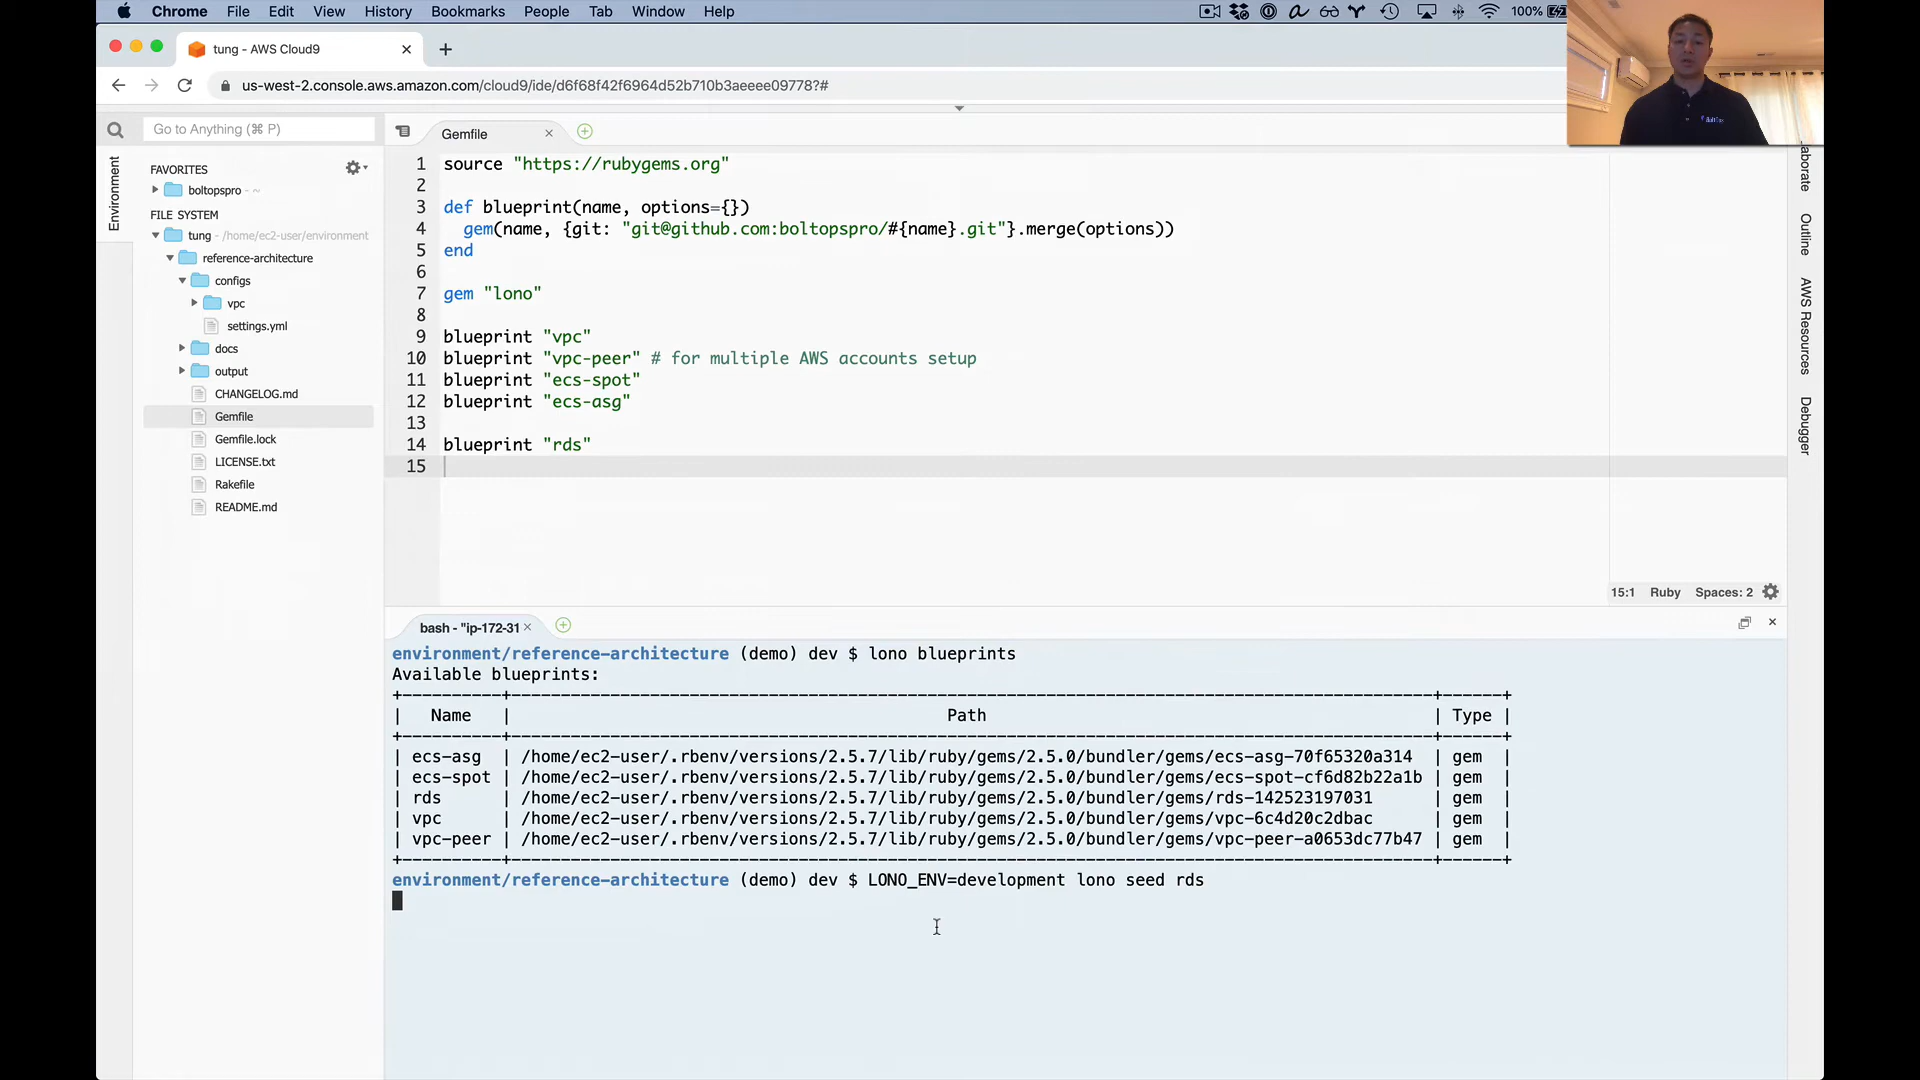 Chrome File Edit View History Bookmarks People Tab Window Help
100%
tung - AWS Cloud9
us-west-2.console.aws.amazon.com/cloud9/ide/d6f68f42f6964d52b710b3aeeee09778?#
Go to Anything (⌘ P)
Gemfile
Environment
FAVORITES
boltopspro - ~
FILE SYSTEM
tung - /home/ec2-user/environment
reference-architecture
configs
vpc
settings.yml
docs
output
CHANGELOG.md
Gemfile
Gemfile.lock
LICENSE.txt
Rakefile
README.md
1 source "https://rubygems.org"
2
3 def blueprint(name, options={})
4 gem(name, {git: "git@github.com:boltopspro/#{name}.git"}.merge(options))
5 end
6
7 gem "lono"
8
9 blueprint "vpc"
10 blueprint "vpc-peer" # for multiple AWS accounts setup
11 blueprint "ecs-spot"
12 blueprint "ecs-asg"
13
14 blueprint "rds"
15
15:1 Ruby Spaces: 2
Outline
AWS Resources
Debugger
bash - "ip-172-31
environment/reference-architecture (demo) dev $ lono blueprints
Available blueprints:
+----------+----------------------------------------------------------------------------------------------+------+
| Name | Path | Type |
+----------+----------------------------------------------------------------------------------------------+------+
| ecs-asg | /home/ec2-user/.rbenv/versions/2.5.7/lib/ruby/gems/2.5.0/bundler/gems/ecs-asg-70f65320a314 | gem |
| ecs-spot | /home/ec2-user/.rbenv/versions/2.5.7/lib/ruby/gems/2.5.0/bundler/gems/ecs-spot-cf6d82b22a1b | gem |
| rds | /home/ec2-user/.rbenv/versions/2.5.7/lib/ruby/gems/2.5.0/bundler/gems/rds-142523197031 | gem |
| vpc | /home/ec2-user/.rbenv/versions/2.5.7/lib/ruby/gems/2.5.0/bundler/gems/vpc-6c4d20c2dbac | gem |
| vpc-peer | /home/ec2-user/.rbenv/versions/2.5.7/lib/ruby/gems/2.5.0/bundler/gems/vpc-peer-a0653dc77b47 | gem |
+----------+----------------------------------------------------------------------------------------------+------+
environment/reference-architecture (demo) dev $ LONO_ENV=development lono seed rds